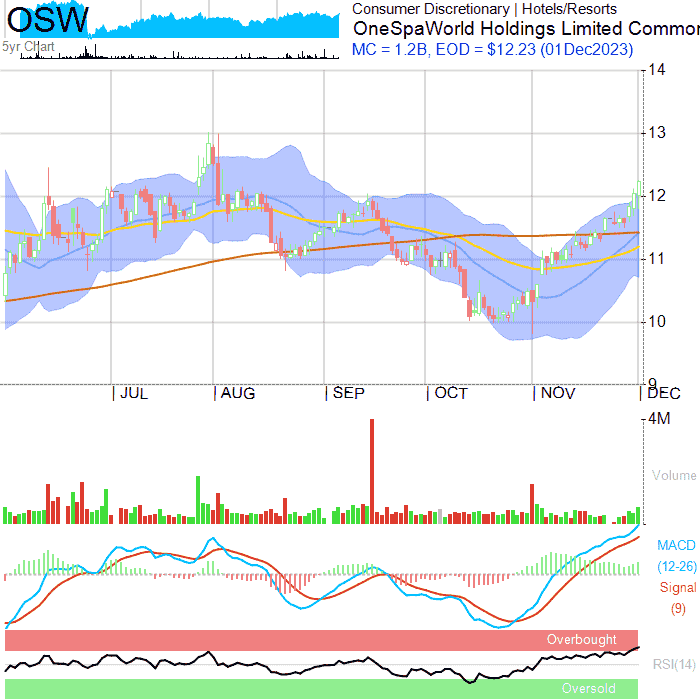 OSW
5yr Chart
Consumer Discretionary | Hotels/Resorts
OneSpaWorld Holdings Limited Common
MC = 1.2B, EOD = $12.23 (01Dec2023)
14
13
12
11
10
9
JUL
AUG
SEP
OCT
NOV
DEC
4M
Volume
MACD
(12-26)
Signal
(9)
Overbought
RSI(14)
Oversold